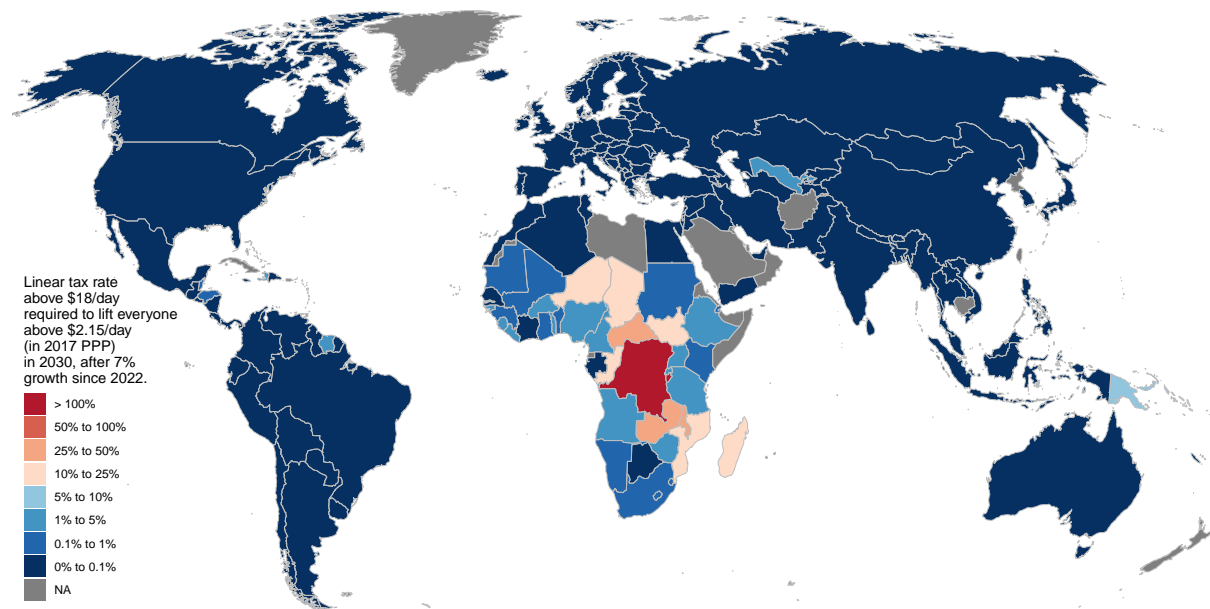 Linear tax rate
above $18/day
required to lift everyone
above $2.15/day
(in 2017 PPP)
in 2030, after 7%
growth since 2022.
> 100%
50% to 100%
25% to 50%
10% to 25%
5% to 10%
1% to 5%
0.1% to 1%
0% to 0.1%
NA